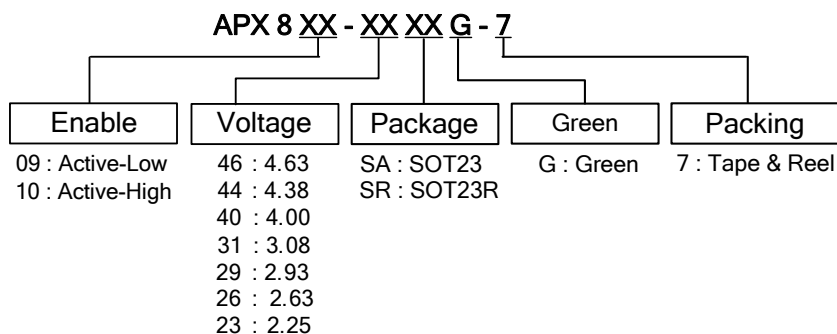 APX 8 XX - XX XX G - 7
Enable
09 : Active-Low
10 : Active-High
Voltage
46 : 4.63
44 : 4.38
40 : 4.00
31 : 3.08
29 : 2.93
26 : 2.63
23 : 2.25
Package
SA : SOT23
SR : SOT23R
Green
G : Green
Packing
7 : Tape & Reel